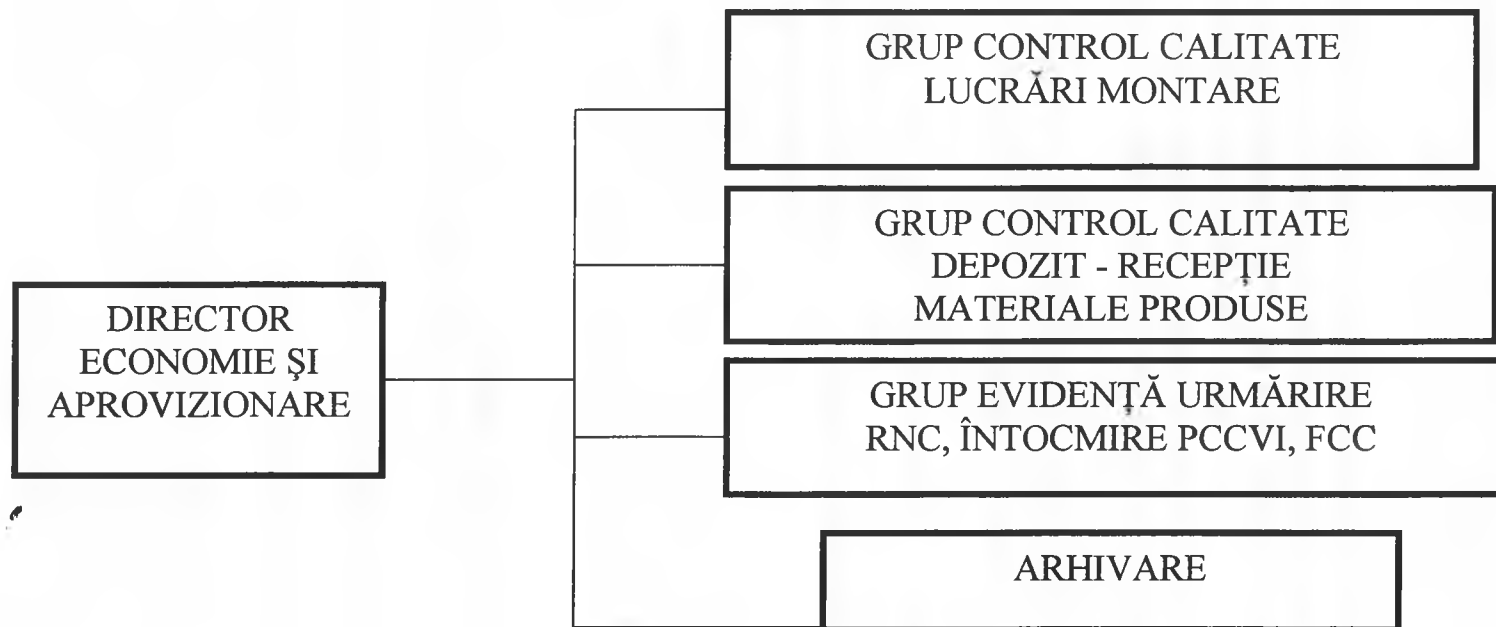 GRUP CONTROL CALITATE
LUCRĂRI MONTARE
GRUP CONTROL CALITATE
DEPOZIT - RECEPȚIE
MATERIALE PRODUSE
DIRECTOR
ECONOMIE ŞI
APROVIZIONARE
GRUP EVIDENȚĂ URMĂRIRE
RNC, ÎNTOCMIRE PCCVI, FCC
ARHIVARE